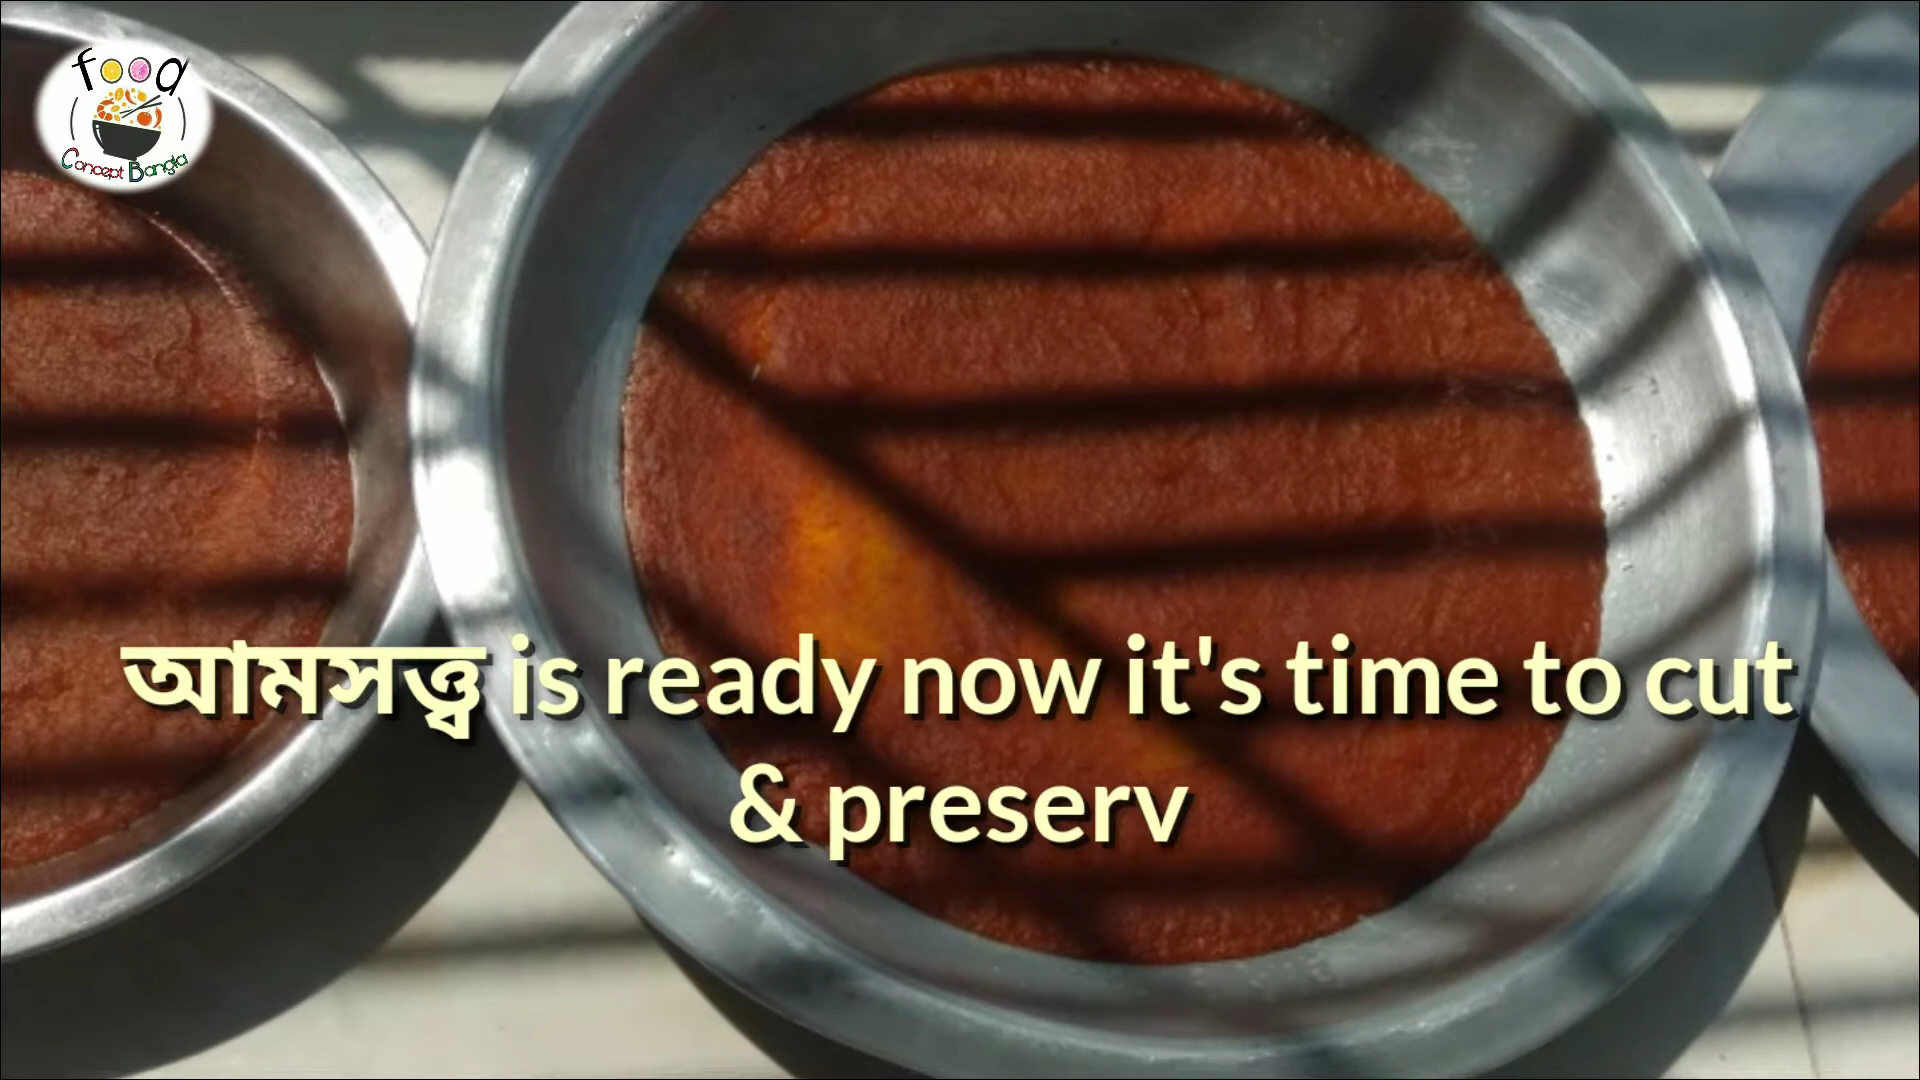 food
Concept Bangla
আমসত্ত্ব is ready now it's time to cut
& preserv